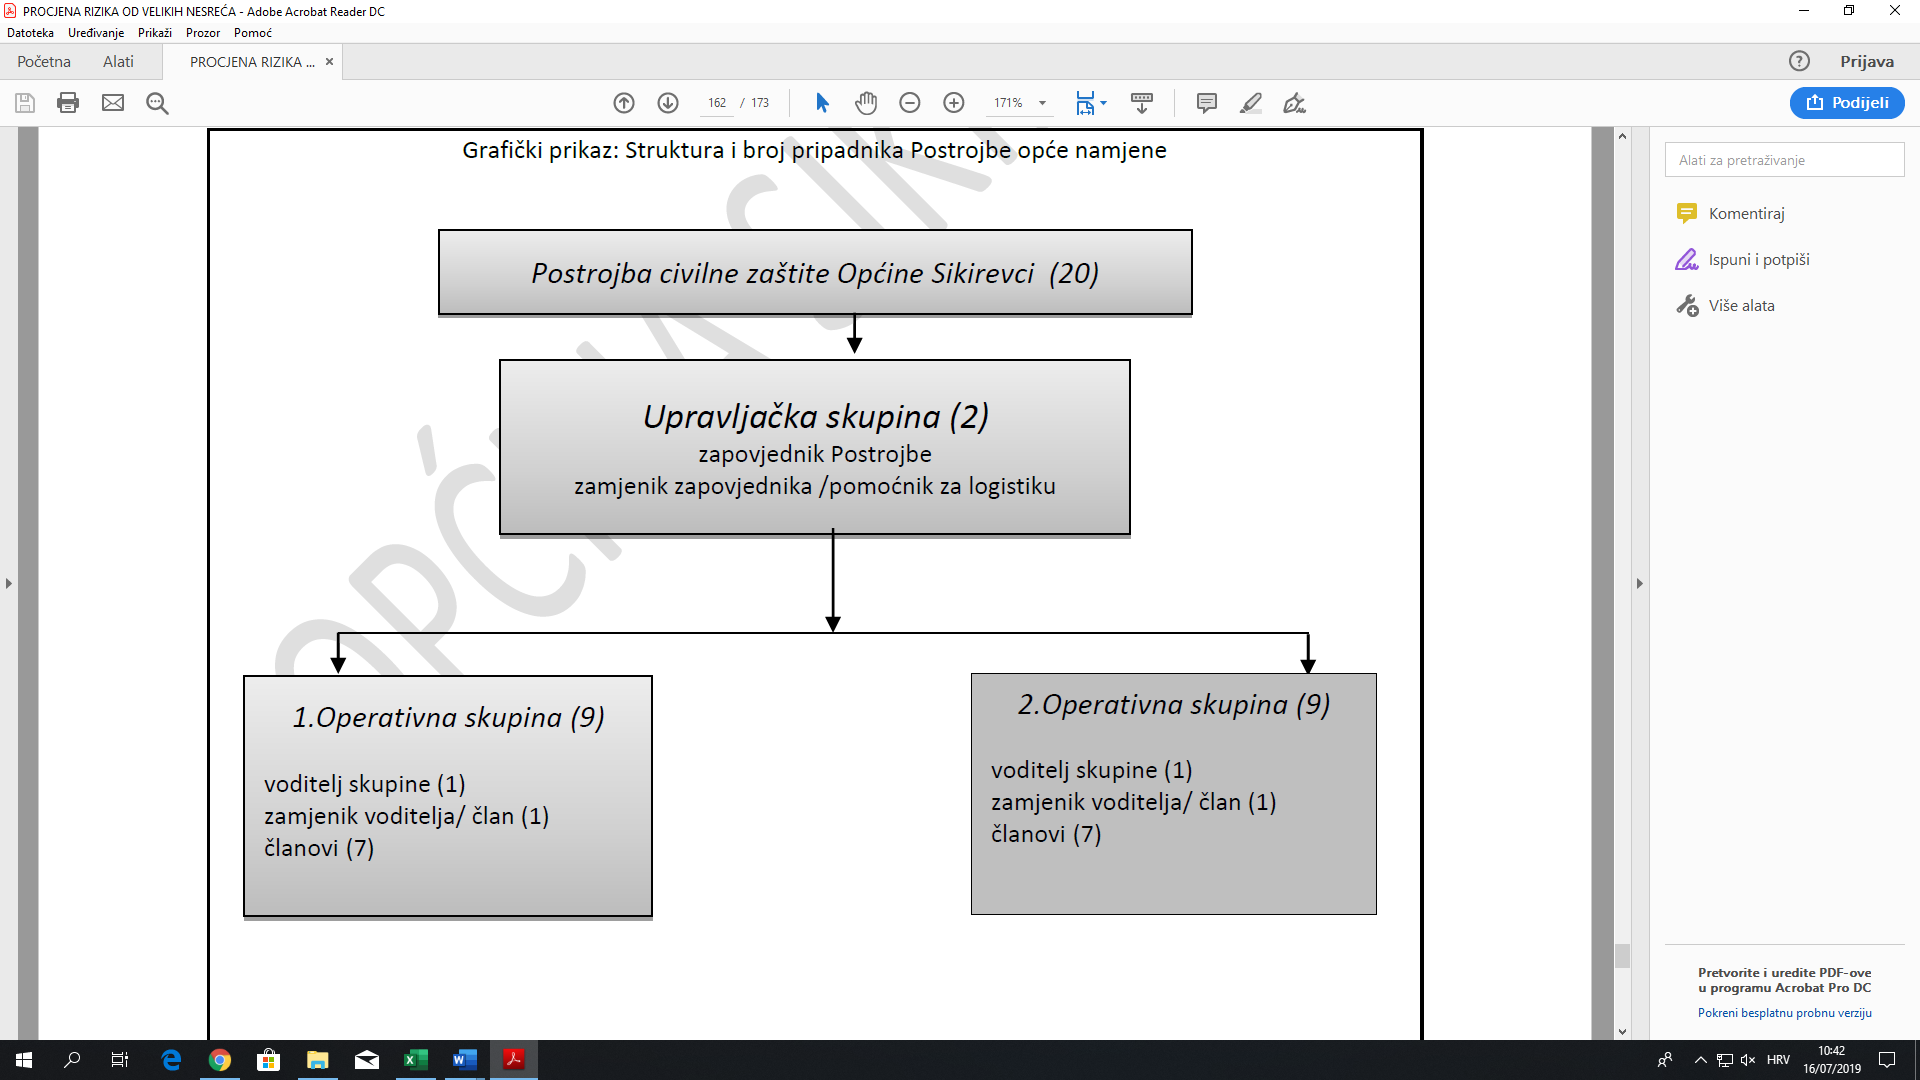 PROCJENA RIZIKA OD VELIKIH NESREĆA - Adobe Acrobat Reader DC
Datoteka Uređivanje Prikaži Prozor Pomoć
Početna Alati PROCJENA RIZIKA ... × Prijava
162 / 173 171% Podijeli
Grafički prikaz: Struktura i broj pripadnika Postrojbe opće namjene
Postrojba civilne zaštite Općine Sikirevci (20)
Upravljačka skupina (2)
zapovjednik Postrojbe
zamjenik zapovjednika /pomoćnik za logistiku
1.Operativna skupina (9)
voditelj skupine (1)
zamjenik voditelja/ član (1)
članovi (7)
2.Operativna skupina (9)
voditelj skupine (1)
zamjenik voditelja/ član (1)
članovi (7)
Alati za pretraživanje
Komentiraj
Ispuni i potpiši
Više alata
Pretvorite i uredite PDF-ove
u programu Acrobat Pro DC
Pokreni besplatnu probnu verziju
HRV
10:42
16/07/2019